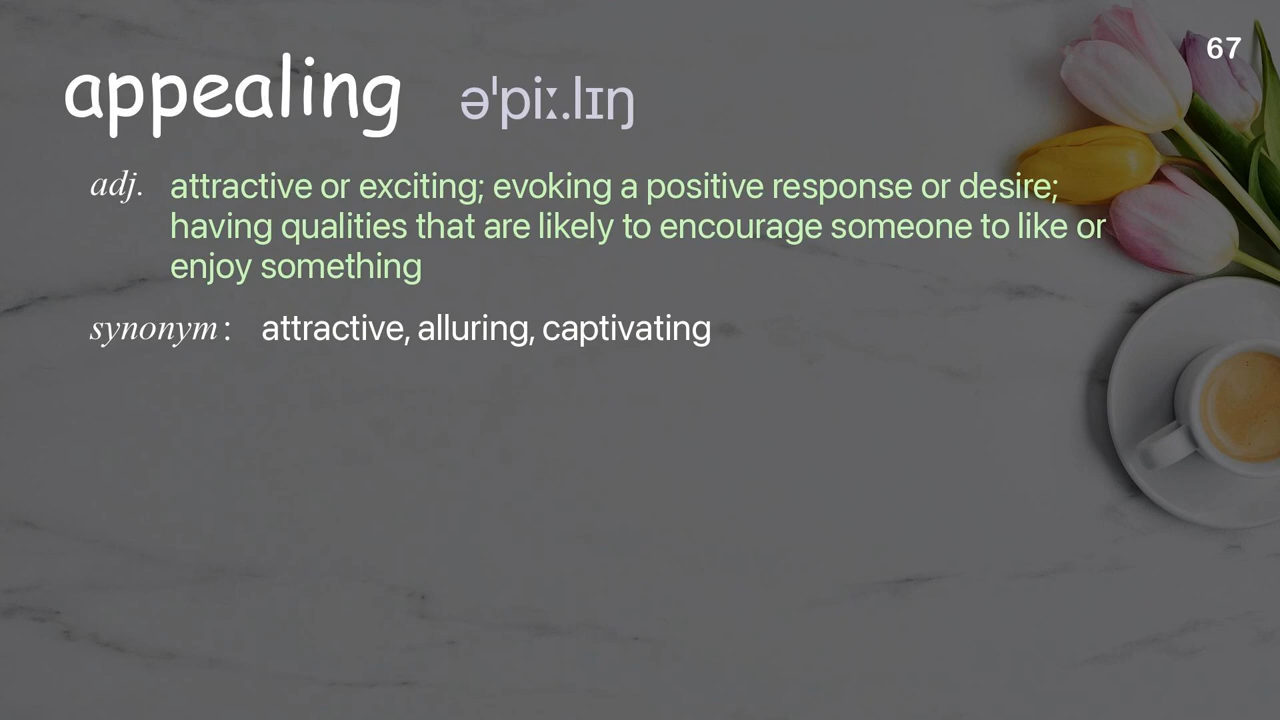 67
appealing əˈpiː.lɪŋ
adj. attractive or exciting; evoking a positive response or desire;
having qualities that are likely to encourage someone to like or
enjoy something
synonym: attractive, alluring, captivating